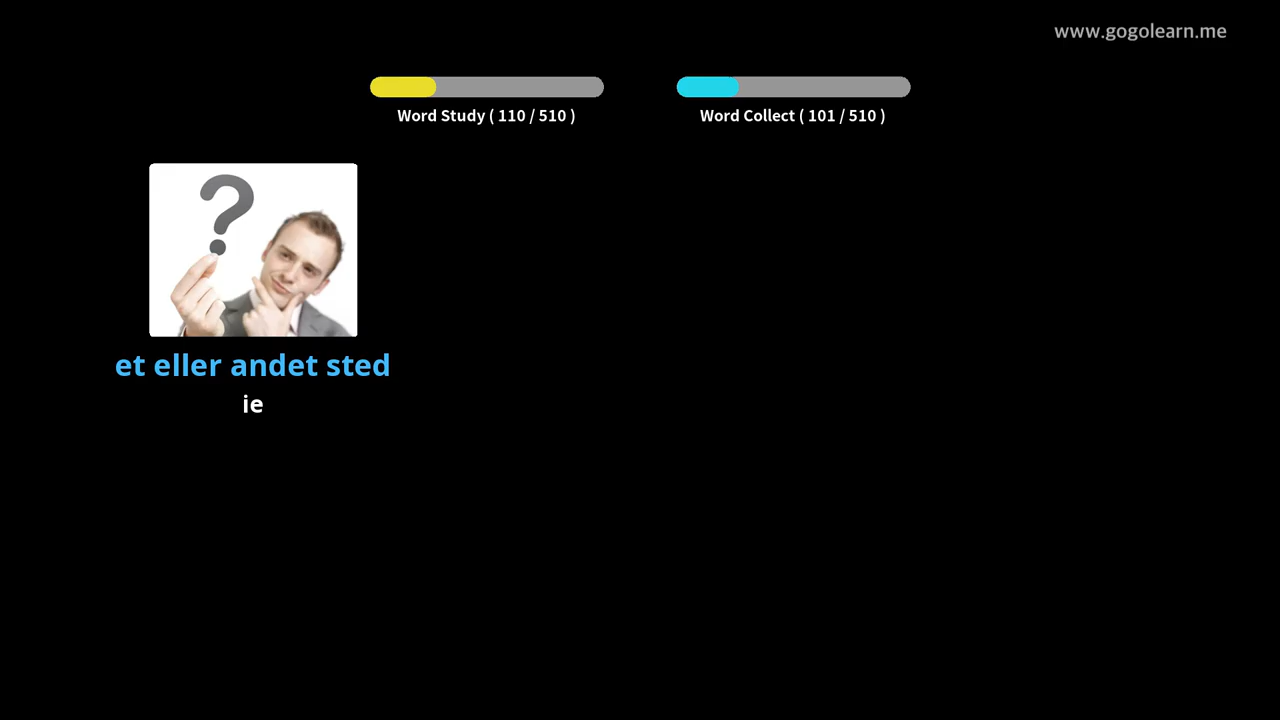 www.gogolearn.me
Word Study ( 110 / 510 )
Word Collect ( 101 / 510 )
?
et eller andet sted
ie